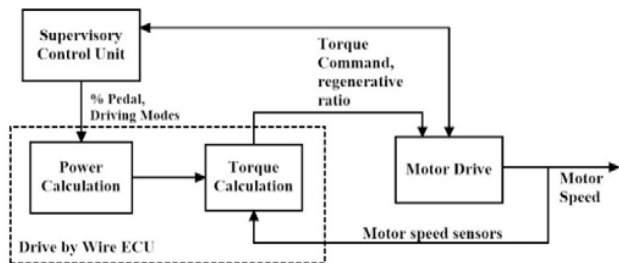 Supervisory
Control Unit
Torque
Command,
regenerative
ratio
% Pedal,
Driving Modes
Power
Calculation
Torque
Calculation
Motor Drive
Motor
Speed
Motor speed sensors
Drive by Wire ECU